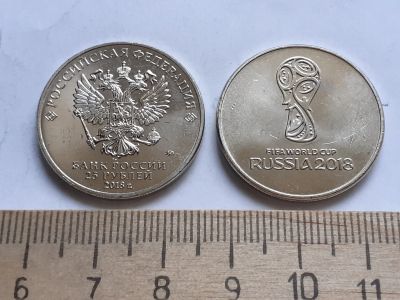 РОССИЙСКАЯ ФЕДЕРАЦИЯ
БАНК РОССИИ
25 РУБЛЕЙ
2018 г.
FIFA WORLD CUP
RUSSIA 2018
6 7 8 9 10 11